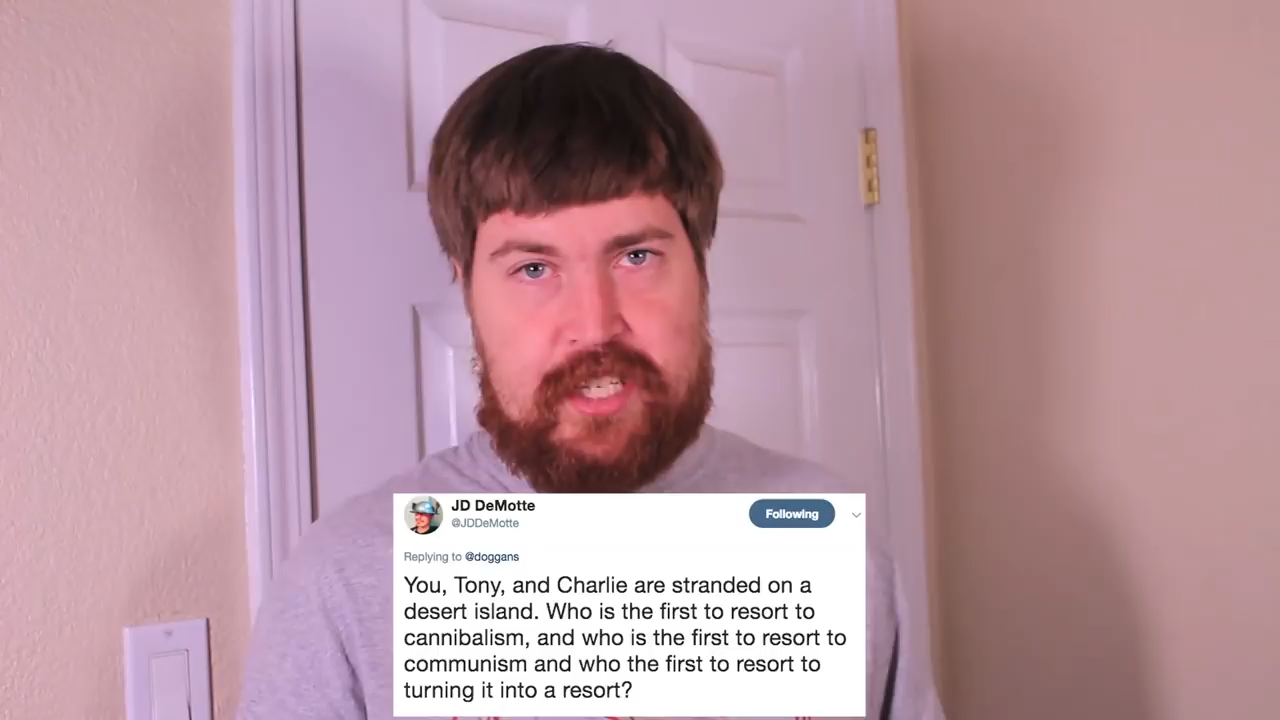 JD DeMotte
@JDDeMotte
Following
Replying to @doggans
You, Tony, and Charlie are stranded on a
desert island. Who is the first to resort to
cannibalism, and who is the first to resort to
communism and who the first to resort to
turning it into a resort?